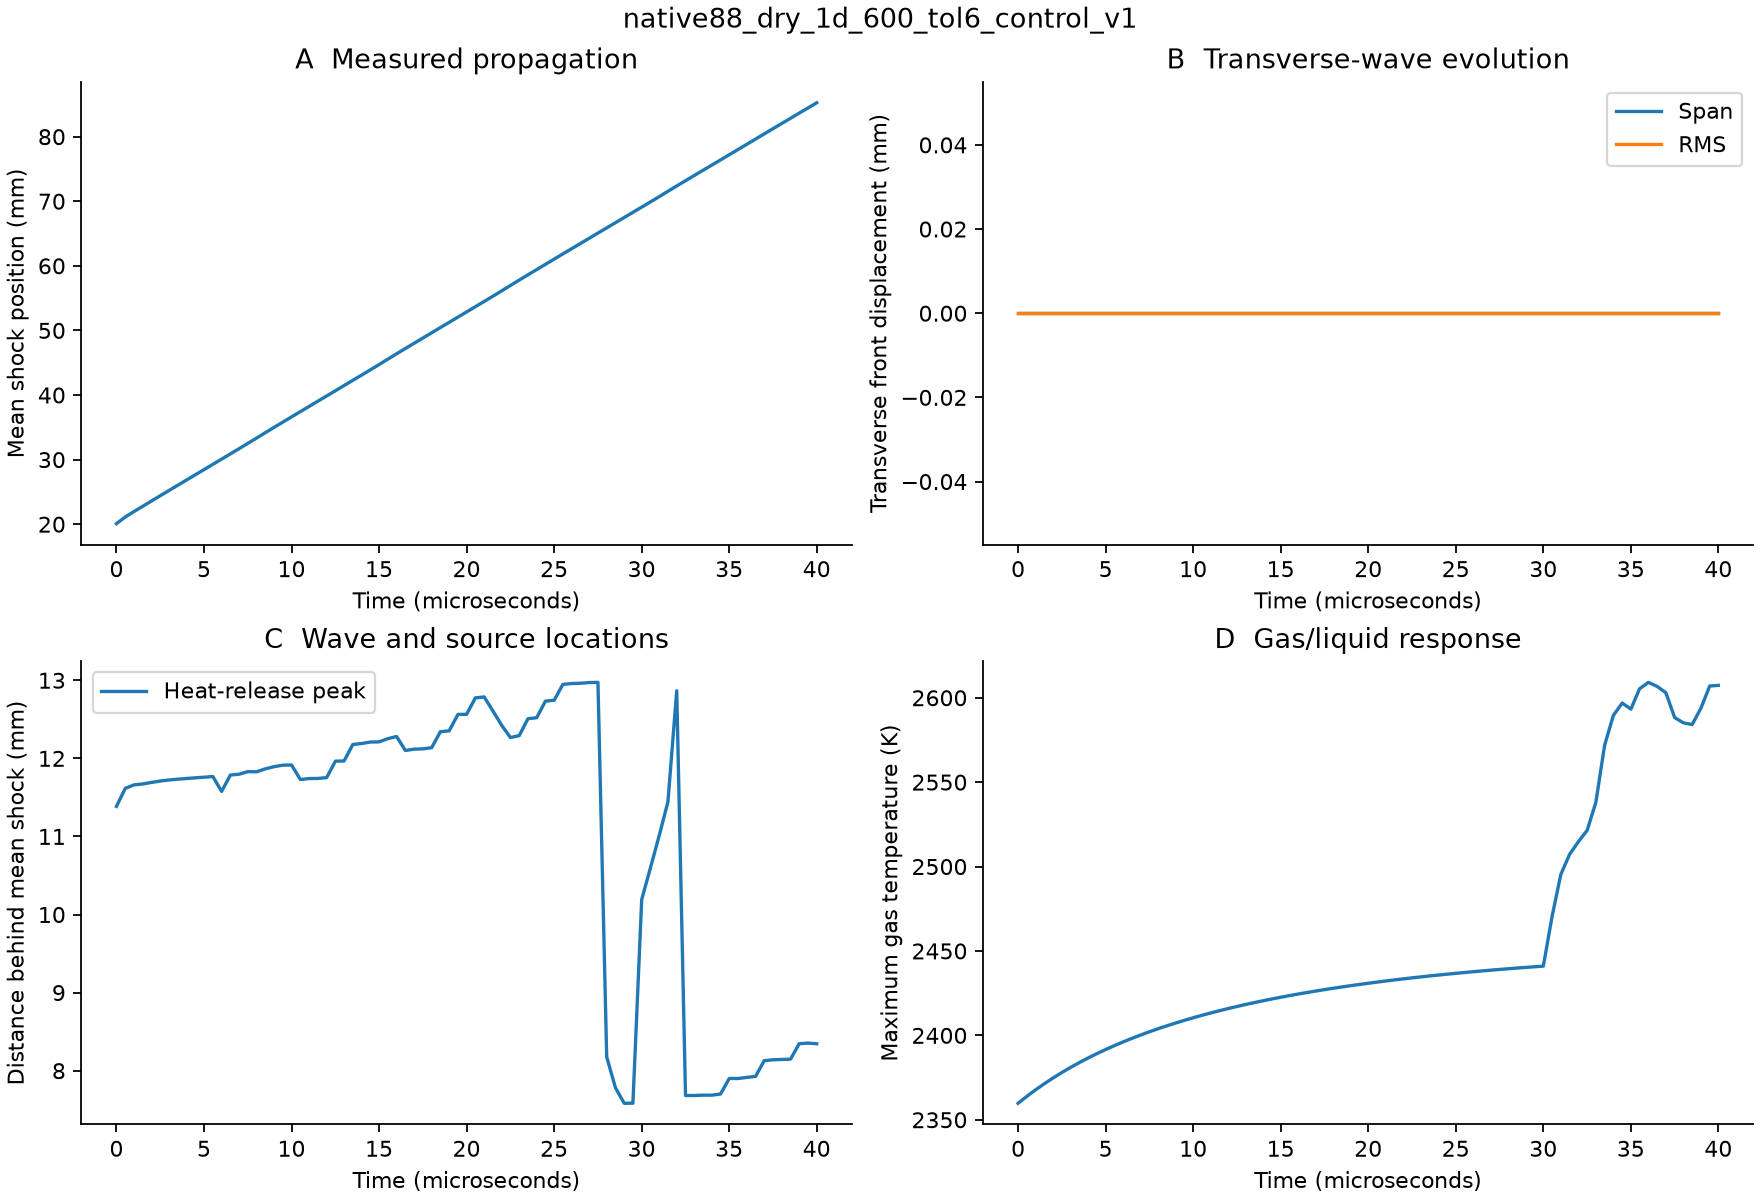 native88_dry_1d_600_tol6_control_v1
A  Measured propagation
Mean shock position (mm)
80
70
60
50
40
30
20
0 5 10 15 20 25 30 35 40
Time (microseconds)
B  Transverse-wave evolution
Transverse front displacement (mm)
0.04
0.02
0.00
−0.02
−0.04
Span
RMS
0 5 10 15 20 25 30 35 40
Time (microseconds)
C  Wave and source locations
Distance behind mean shock (mm)
13
12
11
10
9
8
Heat-release peak
0 5 10 15 20 25 30 35 40
Time (microseconds)
D  Gas/liquid response
Maximum gas temperature (K)
2600
2550
2500
2450
2400
2350
0 5 10 15 20 25 30 35 40
Time (microseconds)